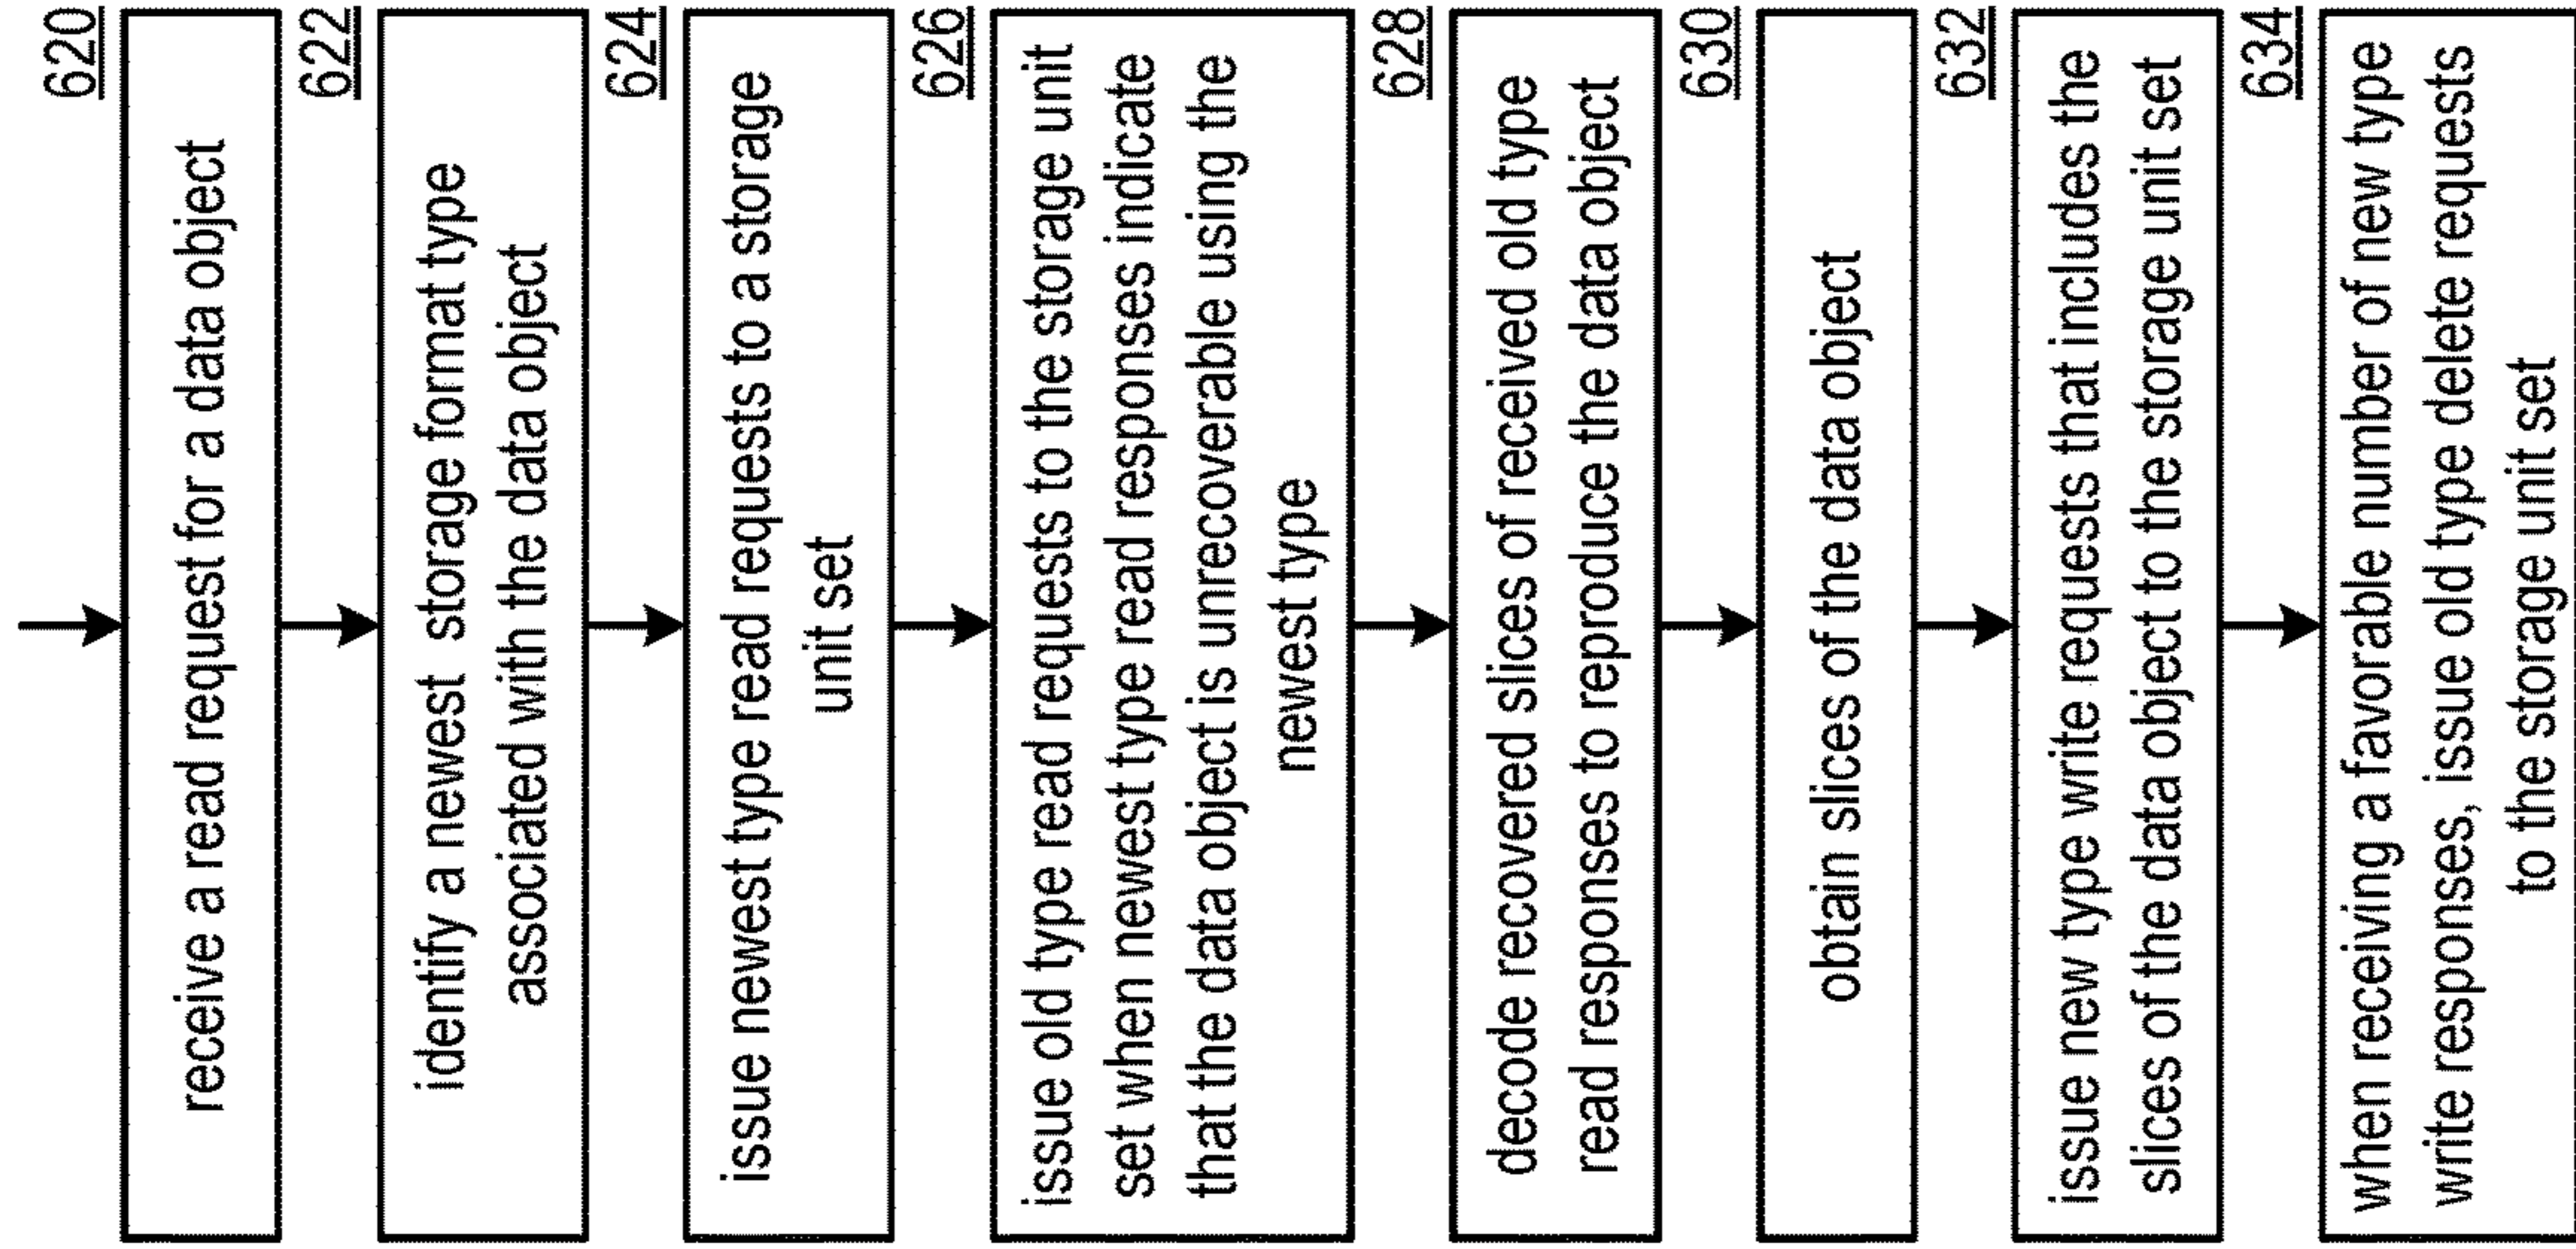 620
receive a read request for a data object
622
identify a newest storage format type
associated with the data object
624
issue newest type read requests to a storage
unit set
626
issue old type read requests to the storage unit
set when newest type read responses indicate
that the data object is unrecoverable using the
newest type
628
decode recovered slices of received old type
read responses to reproduce the data object
630
obtain slices of the data object
632
issue new type write requests that includes the
slices of the data object to the storage unit set
634
when receiving a favorable number of new type
write responses, issue old type delete requests
to the storage unit set